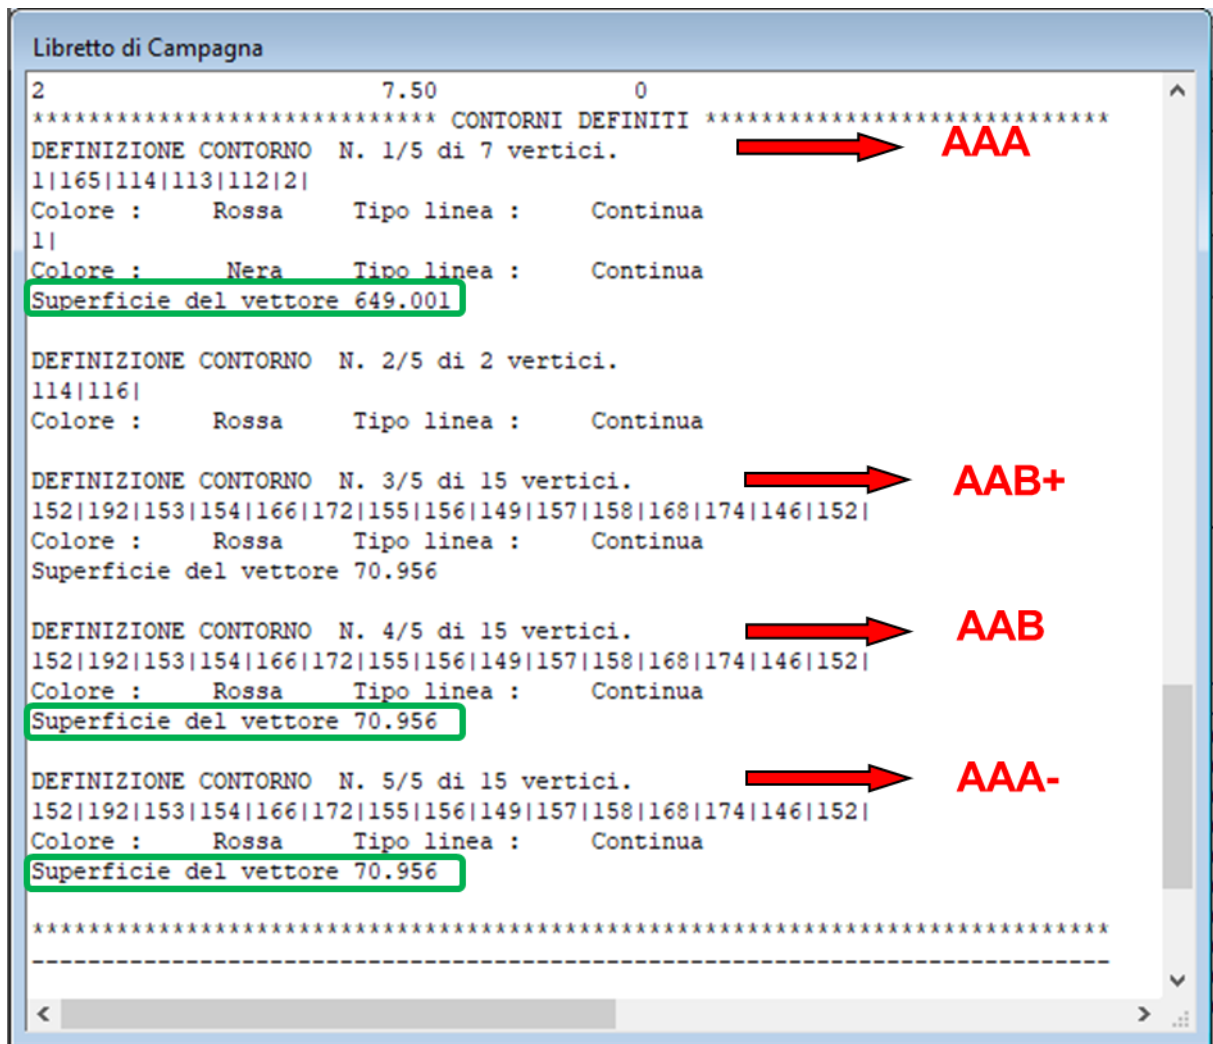 Libretto di Campagna
2 7.50 0
***************************** CONTORNI DEFINITI *****************************
DEFINIZIONE CONTORNO N. 1/5 di 7 vertici. AAA
1|165|114|113|112|2|
Colore : Rossa Tipo linea : Continua
1|
Colore : Nera Tipo linea : Continua
Superficie del vettore 649.001
DEFINIZIONE CONTORNO N. 2/5 di 2 vertici.
114|116|
Colore : Rossa Tipo linea : Continua
DEFINIZIONE CONTORNO N. 3/5 di 15 vertici. AAB+
152|192|153|154|166|172|155|156|149|157|158|168|174|146|152|
Colore : Rossa Tipo linea : Continua
Superficie del vettore 70.956
DEFINIZIONE CONTORNO N. 4/5 di 15 vertici. AAB
152|192|153|154|166|172|155|156|149|157|158|168|174|146|152|
Colore : Rossa Tipo linea : Continua
Superficie del vettore 70.956
DEFINIZIONE CONTORNO N. 5/5 di 15 vertici. AAA-
152|192|153|154|166|172|155|156|149|157|158|168|174|146|152|
Colore : Rossa Tipo linea : Continua
Superficie del vettore 70.956
*****************************************************************************
-----------------------------------------------------------------------------